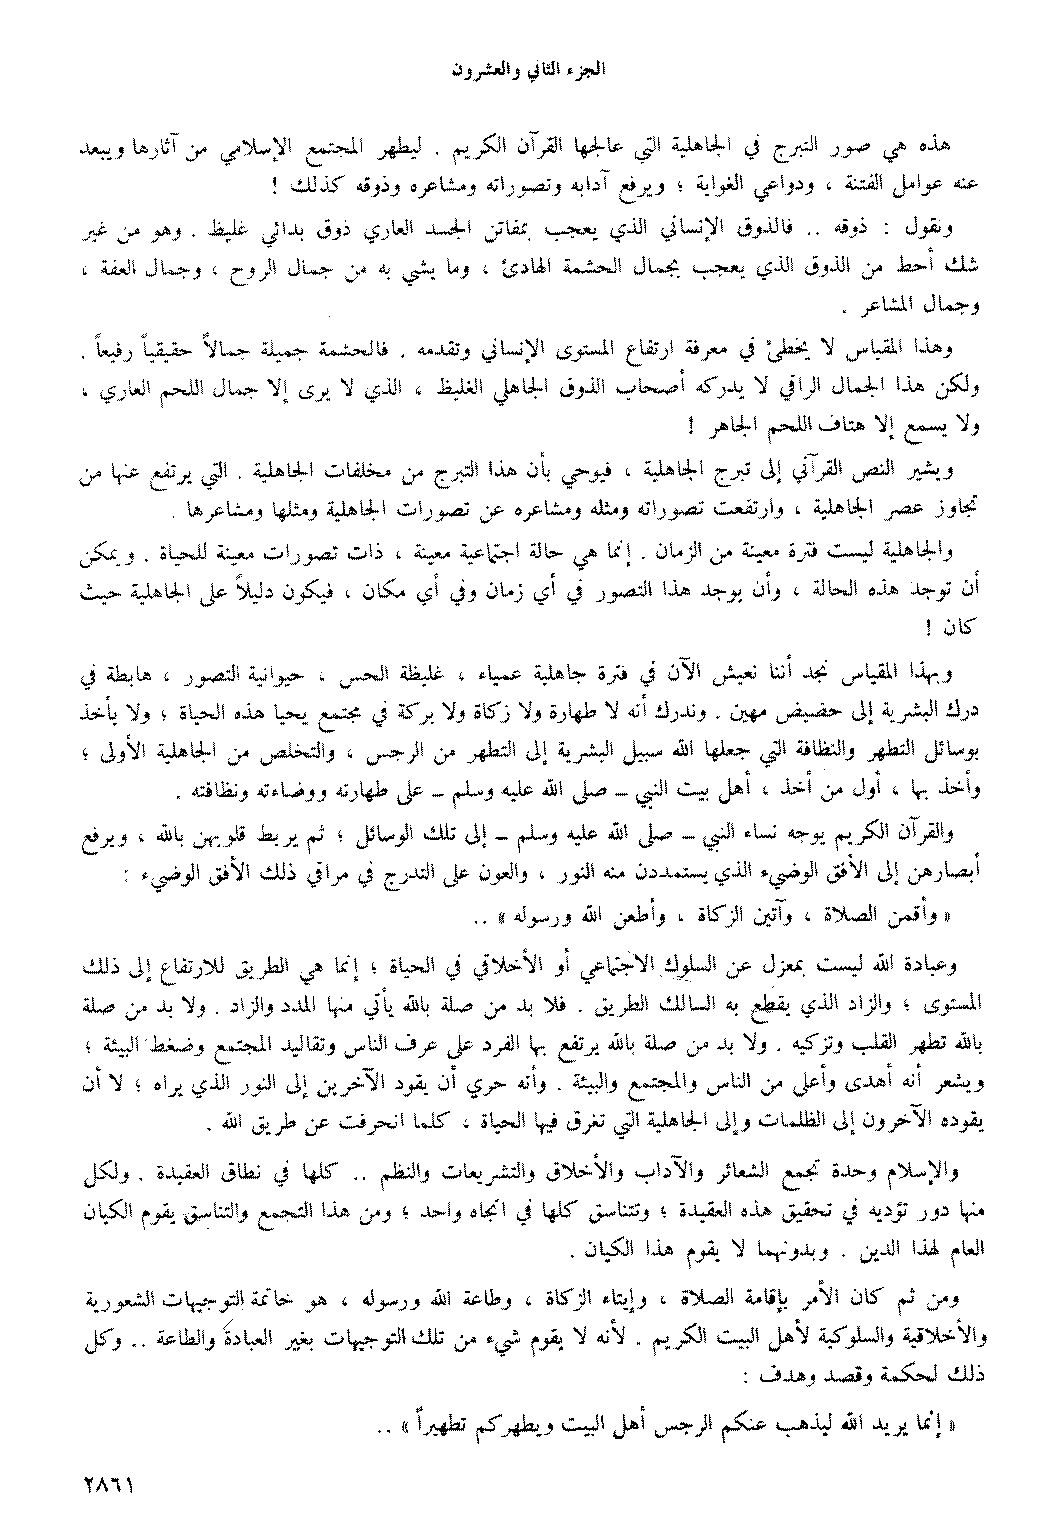 الجزء الثاني والعشرون
هذه هي صور التبرج في الجاهلية التي عالجها القرآن الكريم . ليطهر المجتمع الإسلامي من آثارها ويبعد
عنه عوامل الفتنة ، ودواعي الغواية ؛ ويرفع آدابه وتصوراته ومشاعره وذوقه كذلك !
ونقول : ذوقه .. فالذوق الإنساني الذي يعجب بمفاتن الجسد العاري ذوق بدائي غليظ . وهو من غير
شك أحط من الذوق الذي يعجب بجمال الحشمة الهادئ ، وما يشي به من جمال الروح ، وجمال العفة ،
وجمال المشاعر .
وهذا المقياس لا يخطئ في معرفة ارتفاع المستوى الإنساني وتقدمه . فالحشمة جميلة جمالاً حقيقياً رفيعاً .
ولكن هذا الجمال الراقي لا يدركه أصحاب الذوق الجاهلي الغليظ ، الذي لا يرى إلا جمال اللحم العاري ،
ولا يسمع إلا هتاف اللحم الجاهر !
ويشير النص القرآني إلى تبرج الجاهلية ، فيوحي بأن هذا التبرج من مخلفات الجاهلية . التي يرتفع عنها من
تجاوز عصر الجاهلية ، وارتفعت تصوراته ومثله ومشاعره عن تصورات الجاهلية ومثلها ومشاعرها .
والجاهلية ليست فترة معينة من الزمان . إنما هي حالة اجتماعية معينة ، ذات تصورات معينة للحياة . ويمكن
أن توجد هذه الحالة ، وأن يوجد هذا التصور في أي زمان وفي أي مكان ، فيكون دليلاً على الجاهلية حيث
كان !
وبهذا المقياس نجد أننا نعيش الآن في فترة جاهلية عمياء ، غليظة الحس ، حيوانية التصور ، هابطة في
درك البشرية إلى حضيض مهين . وندرك أنه لا طهارة ولا زكاة ولا بركة في مجتمع يحيا هذه الحياة ؛ ولا يأخذ
بوسائل التطهر والنظافة التي جعلها الله سبيل البشرية إلى التطهر من الرجس ، والتخلص من الجاهلية الأولى ؛
وأخذ بها ، أول من أخذ ، أهل بيت النبي – صلى الله عليه وسلم – على طهارته ووضاءته ونظافته .
والقرآن الكريم يوجه نساء النبي – صلى الله عليه وسلم – إلى تلك الوسائل ؛ ثم يربط قلوبهن بالله ، ويرفع
أبصارهن إلى الأفق الوضيء الذي يستمددن منه النور ، والعون على التدرج في مراقي ذلك الأفق الوضيء :
« وأقمن الصلاة ، وآتين الزكاة ، وأطعن الله ورسوله » ..
وعبادة الله ليست بمعزل عن السلوك الاجتماعي أو الأخلاقي في الحياة ؛ إنما هي الطريق للارتفاع إلى ذلك
المستوى ؛ والزاد الذي يقطع به السالك الطريق . فلا بد من صلة بالله يأتي منها المدد والزاد . ولا بد من صلة
بالله تطهر القلب وتزكيه . ولا بد من صلة بالله يرتفع بها الفرد على عرف الناس وتقاليد المجتمع وضغط البيئة ؛
ويشعر أنه أهدى وأعلى من الناس والمجتمع والبيئة . وأنه حري أن يقود الآخرين إلى النور الذي يراه ؛ لا أن
يقوده الآخرون إلى الظلمات وإلى الجاهلية التي تغرق فيها الحياة ، كلما انحرفت عن طريق الله .
والإسلام وحدة تجمع الشعائر والآداب والأخلاق والتشريعات والنظم .. كلها في نطاق العقيدة . ولكل
منها دور تؤديه في تحقيق هذه العقيدة ؛ وتتناسق كلها في اتجاه واحد ؛ ومن هذا التجمع والتناسق يقوم الكيان
العام لهذا الدين . وبدونهما لا يقوم هذا الكيان .
ومن ثم كان الأمر بإقامة الصلاة ، وإيتاء الزكاة ، وطاعة الله ورسوله ، هو خاتمة التوجيهات الشعورية
والأخلاقية والسلوكية لأهل البيت الكريم . لأنه لا يقوم شيء من تلك التوجيهات بغير العبادة والطاعة .. وكل
ذلك لحكمة وقصد وهدف :
« إنما يريد الله ليذهب عنكم الرجس أهل البيت ويطهركم تطهيراً » ..
٢٨٦١